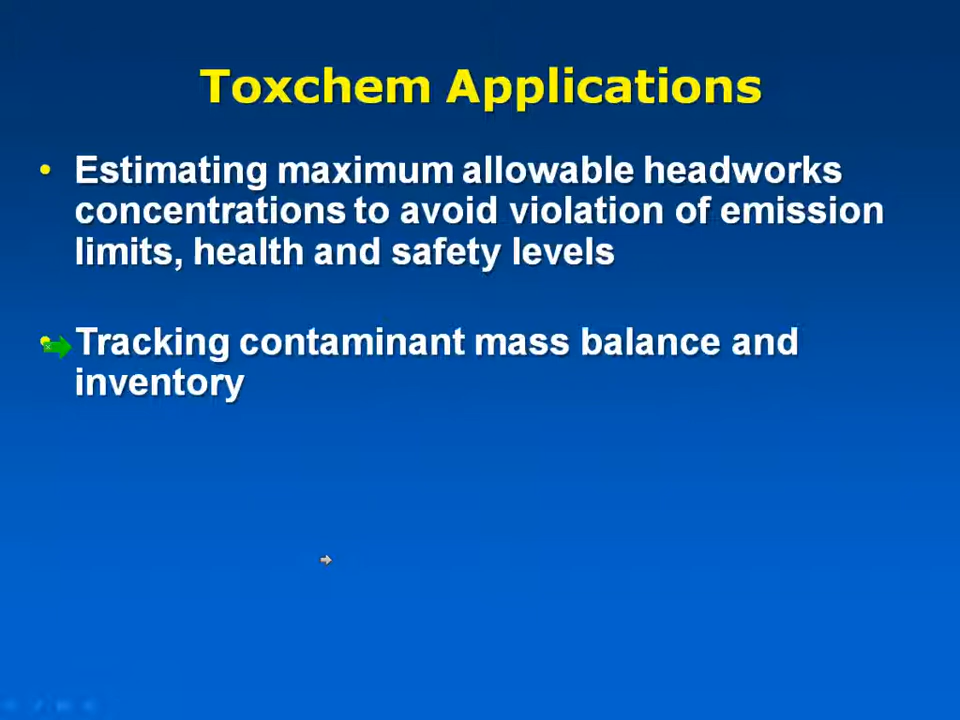 Toxchem Applications
• Estimating maximum allowable headworks
concentrations to avoid violation of emission
limits, health and safety levels
• Tracking contaminant mass balance and
inventory